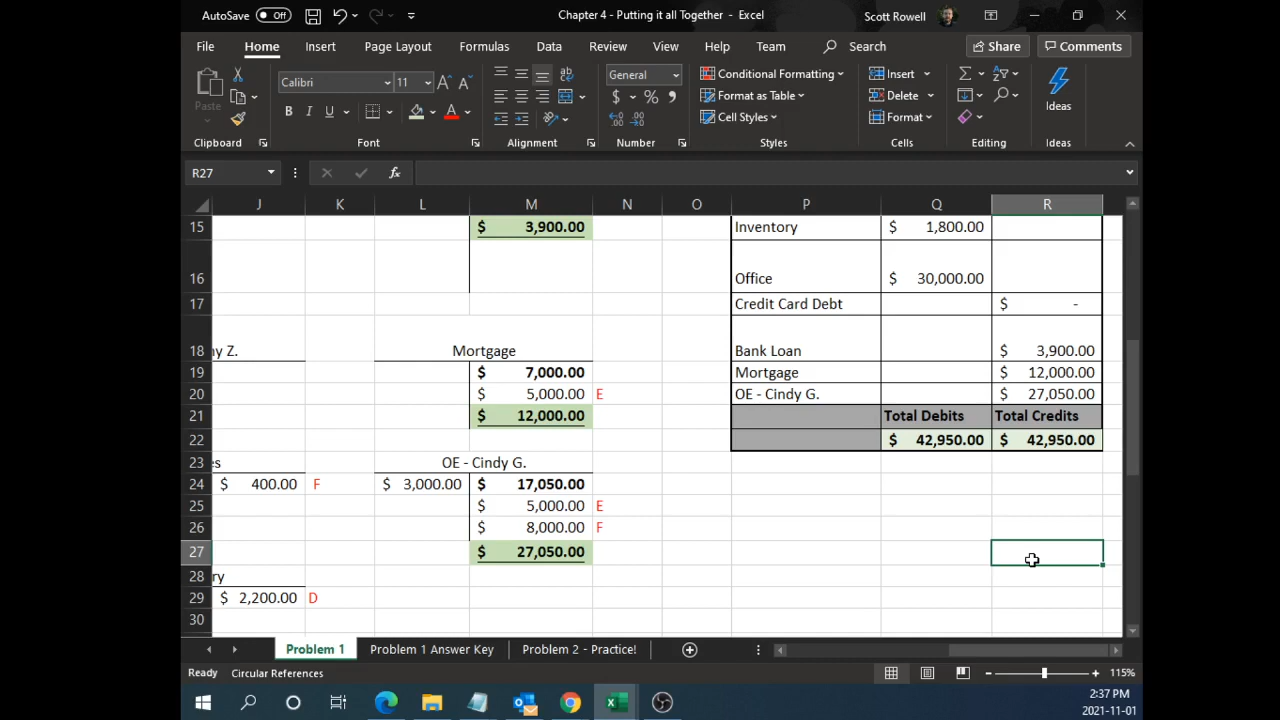 AutoSave Off Chapter 4 - Putting it all Together - Excel Scott Rowell
File Home Insert Page Layout Formulas Data Review View Help Team Search Share Comments
Paste Calibri 11 A A ab General Conditional Formatting Insert
B I U A $ % Format as Table Delete
Cell Styles Format Ideas
Clipboard Font Alignment Number Styles Cells Editing Ideas
R27 fx
J K L M N O P Q R
15 $ 3,900.00 Inventory $ 1,800.00
16 Office $ 30,000.00
17 Credit Card Debt $ -
18 ıy Z. Mortgage Bank Loan $ 3,900.00
19 $ 7,000.00 Mortgage $ 12,000.00
20 $ 5,000.00 E OE - Cindy G. $ 27,050.00
21 $ 12,000.00 Total Debits Total Credits
22 $ 42,950.00 $ 42,950.00
23 es OE - Cindy G.
24 $ 400.00 F $ 3,000.00 $ 17,050.00
25 $ 5,000.00 E
26 $ 8,000.00 F
27 $ 27,050.00
28 ry
29 $ 2,200.00 D
30
Problem 1 Problem 1 Answer Key Problem 2 - Practice!
Ready Circular References 115%
2:37 PM
2021-11-01